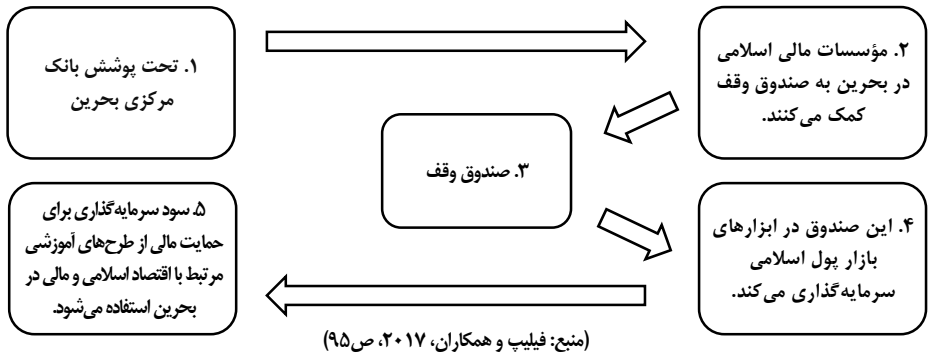 ۱. تحت پوشش بانک
مرکزی بحرین
۲. مؤسسات مالی اسلامی
در بحرین به صندوق وقف
کمک می‌کنند.
۳. صندوق وقف
۴. این صندوق در ابزارهای
بازار پول اسلامی
سرمایه‌گذاری می‌کند.
۵. سود سرمایه‌گذاری برای
حمایت مالی از طرح‌های آموزشی
مرتبط با اقتصاد اسلامی و مالی در
بحرین استفاده می‌شود.
(منبع: فیلیپ و همکاران، ۲۰۱۷، ص۹۵)